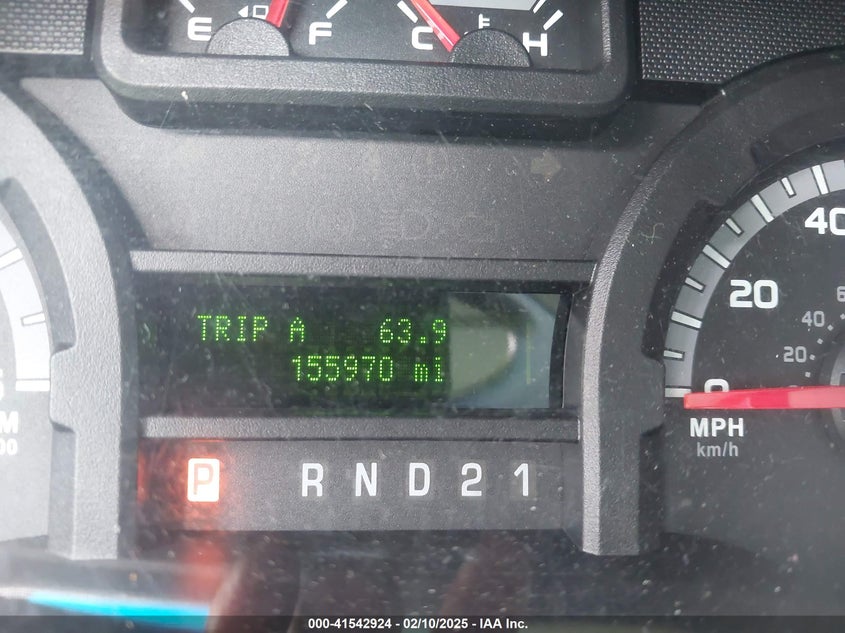 E F
C H
40
20
0
60
40
20
MPH
km/h
TRIP A 63.9
155970 mi
P R N D 2 1
000-41542924 - 02/10/2025 - IAA Inc.